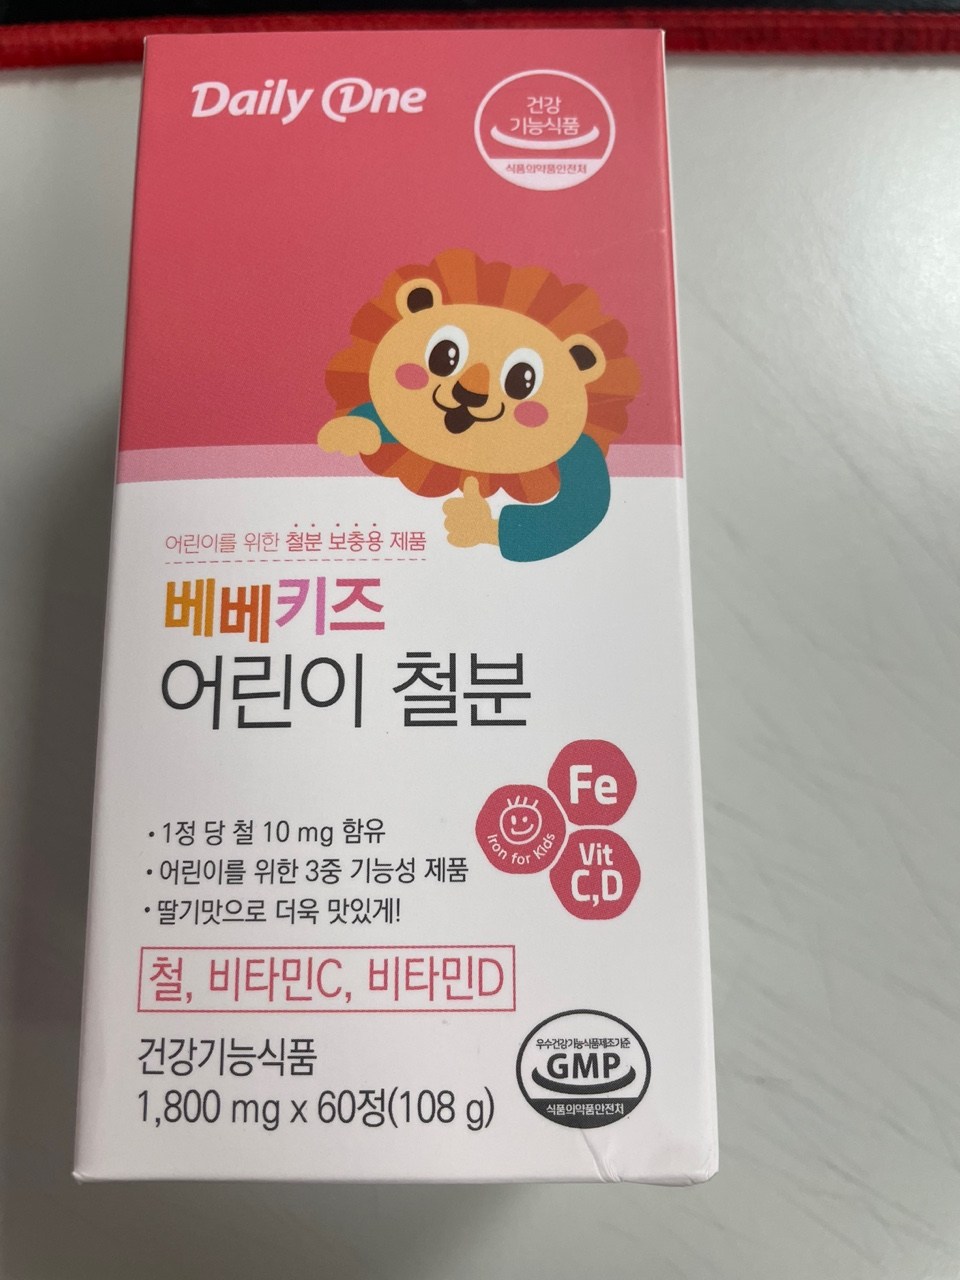 Daily One
건강
기능식품
식품의약품안전처
어린이를 위한 철분 보충용 제품
베베키즈
어린이 철분
Fe
Iron for Kids
Vit
C,D
• 1정 당 철 10 mg 함유
• 어린이를 위한 3중 기능성 제품
• 딸기맛으로 더욱 맛있게!
철, 비타민C, 비타민D
건강기능식품
1,800 mg x 60정(108 g)
우수건강기능식품제조기준
GMP
식품의약품안전처